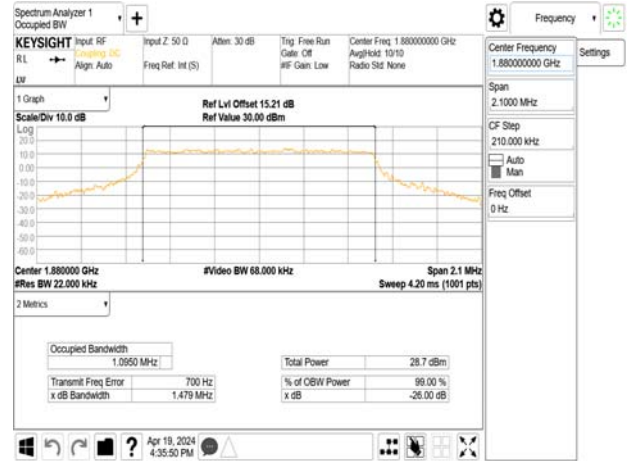 Spectrum Analyzer 1
Occupied BW
Frequency
KEYSIGHT
RL
Input: RF
Coupling: DC
Align: Auto
Input Z: 50 Ω
Freq Ref: Int (S)
Atten: 30 dB
Trig: Free Run
Gate: Off
#IF Gain: Low
Center Freq: 1.880000000 GHz
Avg|Hold: 10/10
Radio Std: None
1 Graph
Scale/Div 10.0 dB
Ref Lvl Offset 15.21 dB
Ref Value 30.00 dBm
Log
20.0
10.0
0.00
-10.0
-20.0
-30.0
-40.0
-50.0
-60.0
Center 1.880000 GHz
#Res BW 22.000 kHz
#Video BW 68.000 kHz
Span 2.1 MHz
Sweep 4.20 ms (1001 pts)
2 Metrics
Occupied Bandwidth
1.0950 MHz
Transmit Freq Error 700 Hz
x dB Bandwidth 1.479 MHz
Total Power 28.7 dBm
% of OBW Power 99.00 %
x dB -26.00 dB
Center Frequency
1.880000000 GHz
Settings
Span
2.1000 MHz
CF Step
210.000 kHz
Auto
Man
Freq Offset
0 Hz
?
Apr 19, 2024
4:35:50 PM